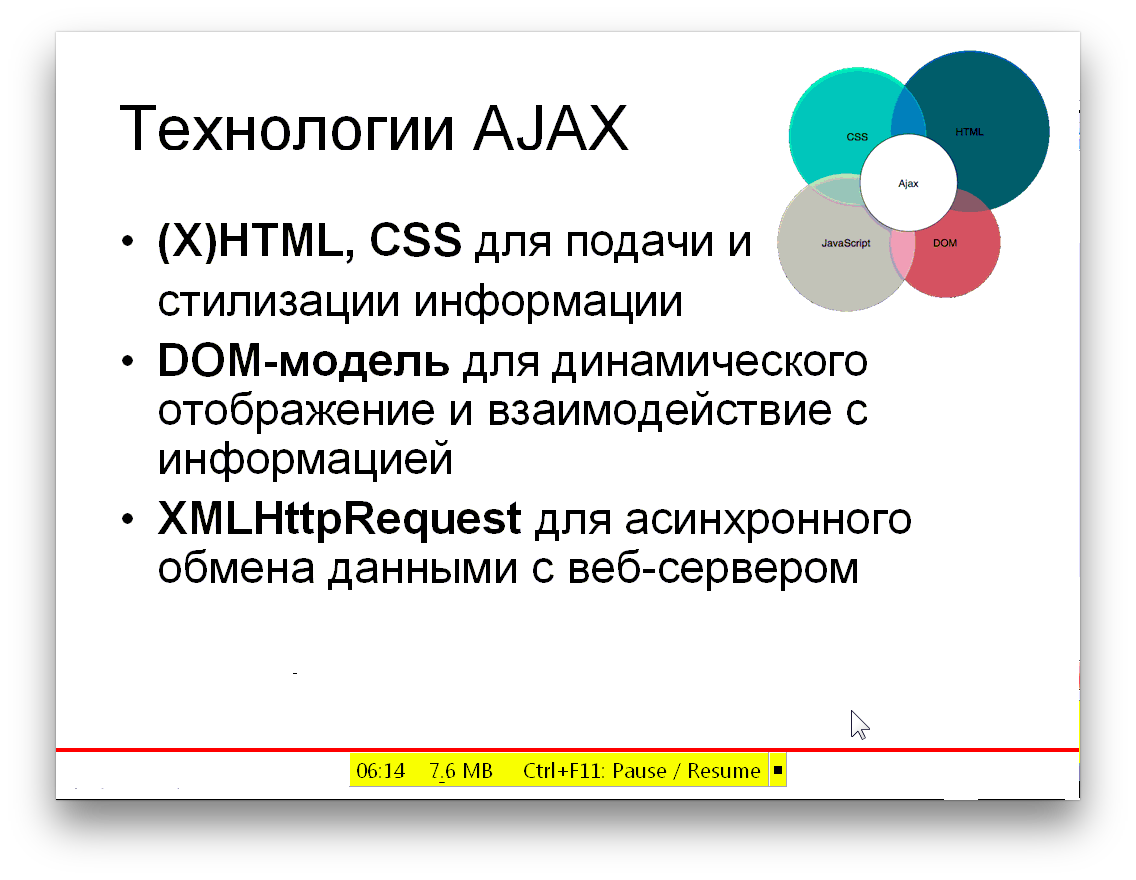 Технологии AJAX
CSS
HTML
Ajax
JavaScript
DOM
• (X)HTML, CSS для подачи и
стилизации информации
• DOM-модель для динамического
отображение и взаимодействие с
информацией
• XMLHttpRequest для асинхронного
обмена данными с веб-сервером
06:14 7.6 MB Ctrl+F11: Pause / Resume